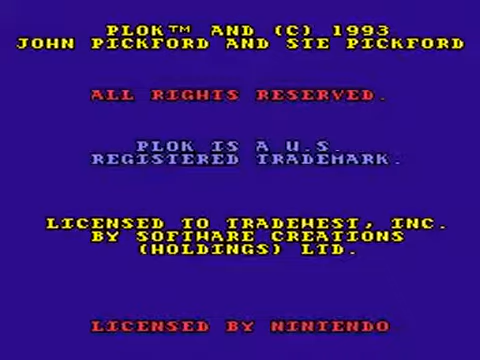 PLOK™ AND (C) 1993
JOHN PICKFORD AND STE PICKFORD
ALL RIGHTS RESERVED.
PLOK IS A U.S.
REGISTERED TRADEMARK.
LICENSED TO TRADEWEST, INC.
BY SOFTWARE CREATIONS
(HOLDINGS) LTD.
LICENSED BY NINTENDO